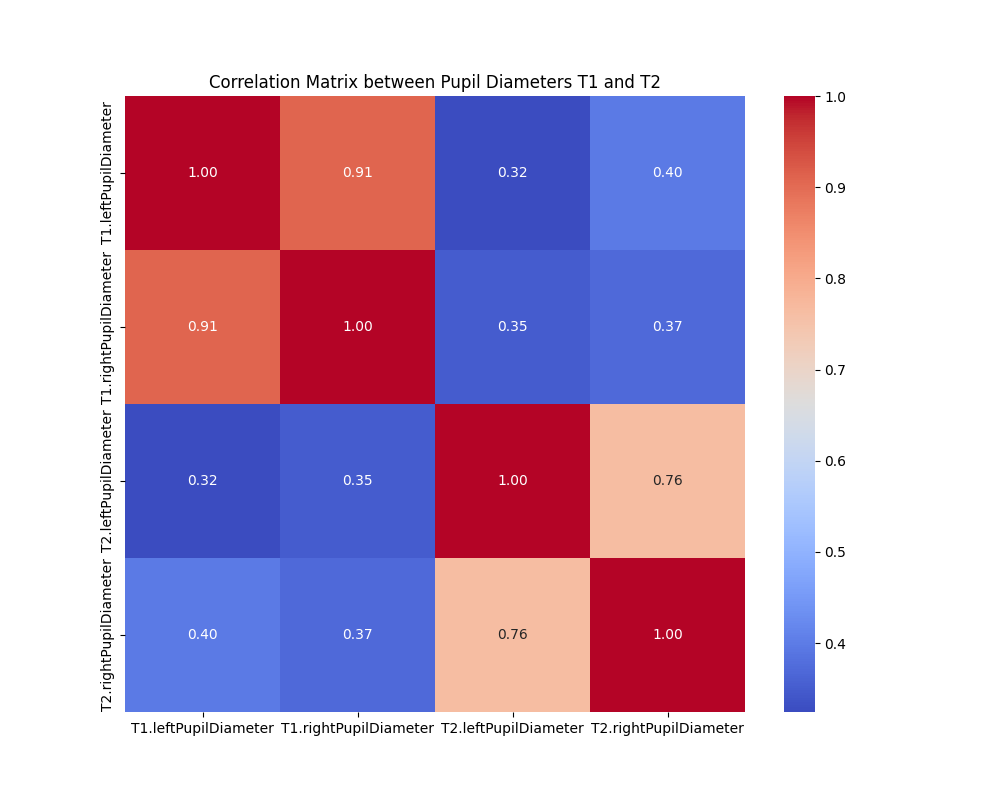 Correlation Matrix between Pupil Diameters T1 and T2
T1.leftPupilDiameter
1.00 0.91 0.32 0.40
T1.rightPupilDiameter
0.91 1.00 0.35 0.37
T2.leftPupilDiameter
0.32 0.35 1.00 0.76
T2.rightPupilDiameter
0.40 0.37 0.76 1.00
T1.leftPupilDiameter T1.rightPupilDiameter T2.leftPupilDiameter T2.rightPupilDiameter
1.0
0.9
0.8
0.7
0.6
0.5
0.4